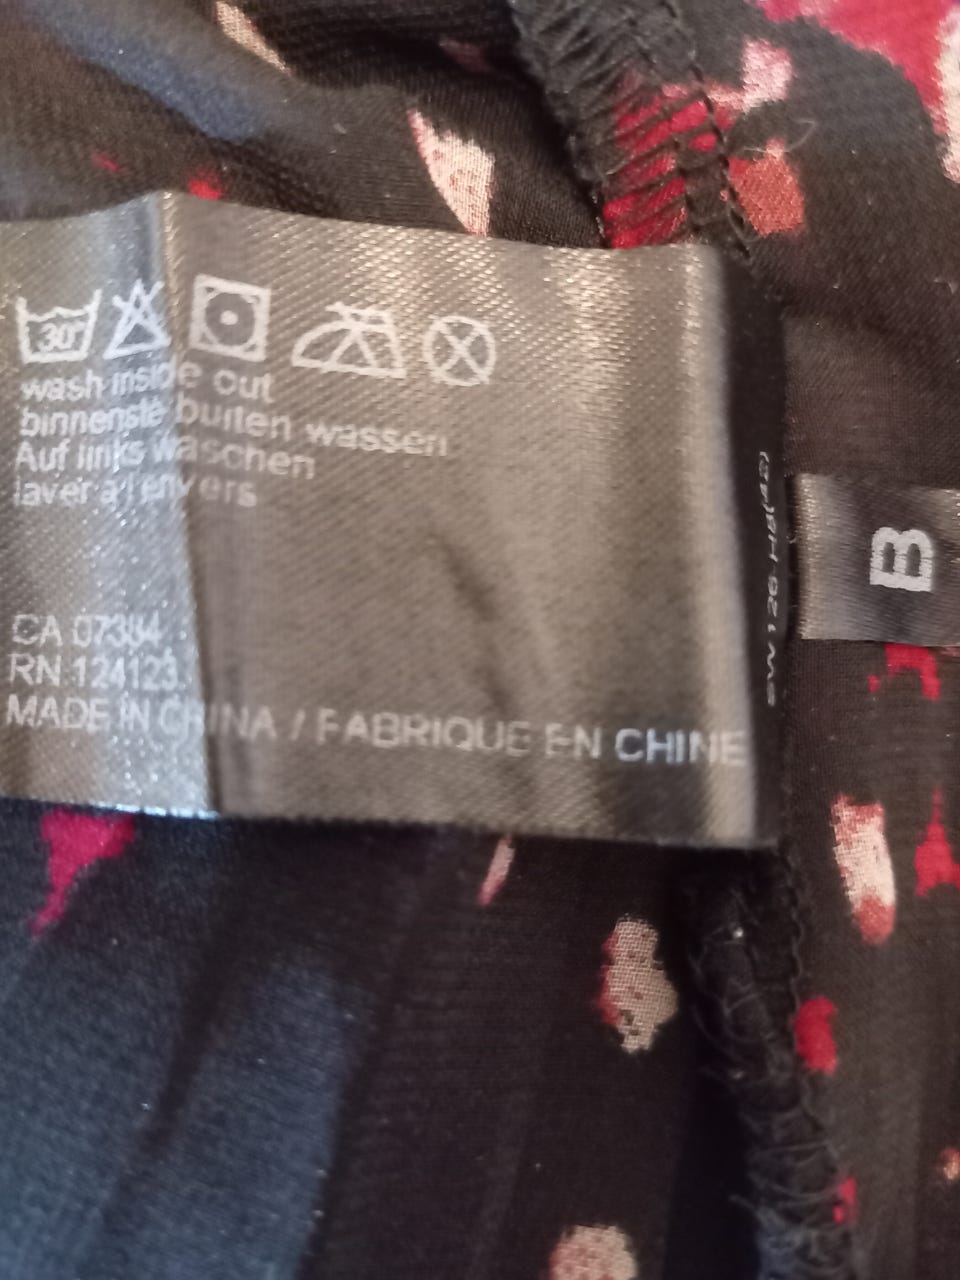 30°
wash inside out
binnenste buiten wassen
Auf links waschen
laver a l envers
CA 07384
RN 124123
MADE IN CHINA / FABRIQUE EN CHINE
B